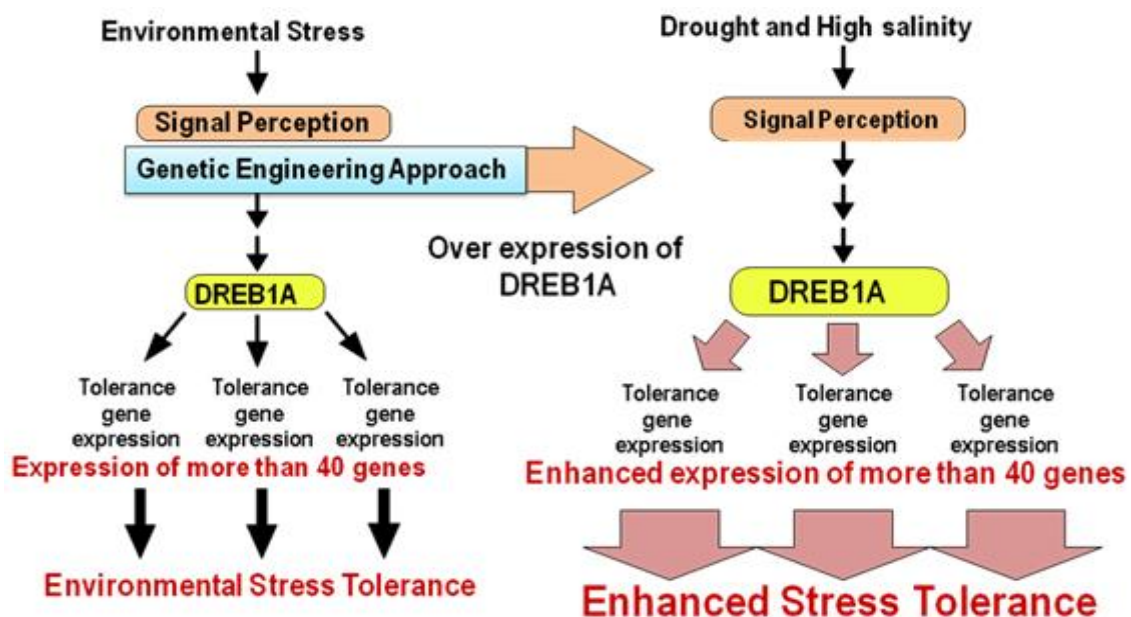 Environmental Stress
Signal Perception
Genetic Engineering Approach
DREB1A
Tolerance
gene
expression
Tolerance
gene
expression
Tolerance
gene
expression
Expression of more than 40 genes
Environmental Stress Tolerance
Over expression of
DREB1A
Drought and High salinity
Signal Perception
DREB1A
Tolerance
gene
expression
Tolerance
gene
expression
Tolerance
gene
expression
Enhanced expression of more than 40 genes
Enhanced Stress Tolerance